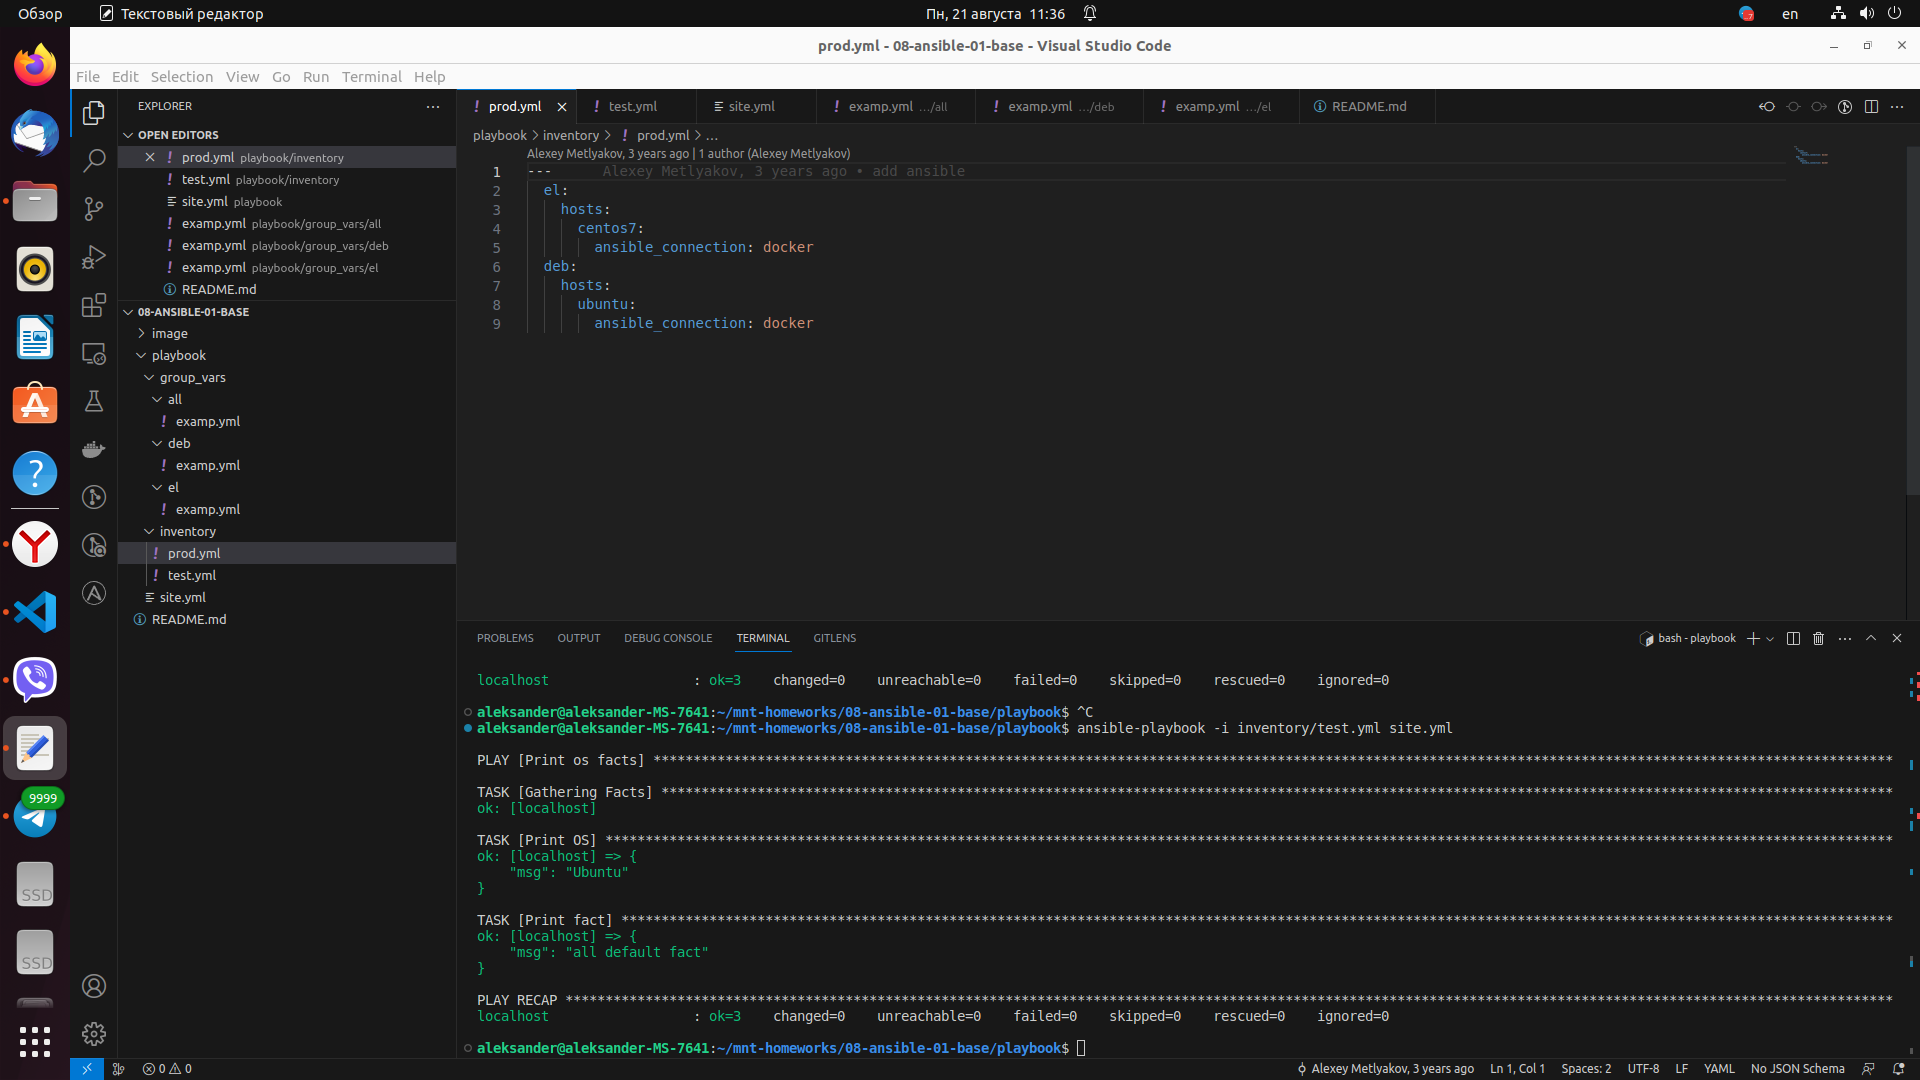 Обзор
Текстовый редактор
Пн, 21 августа 11:36
en
prod.yml - 08-ansible-01-base - Visual Studio Code
File Edit Selection View Go Run Terminal Help
EXPLORER
OPEN EDITORS
prod.yml playbook/inventory
test.yml playbook/inventory
site.yml playbook
examp.yml playbook/group_vars/all
examp.yml playbook/group_vars/deb
examp.yml playbook/group_vars/el
README.md
08-ANSIBLE-01-BASE
image
playbook
group_vars
all
examp.yml
deb
examp.yml
el
examp.yml
inventory
prod.yml
test.yml
site.yml
README.md
9999
SSD
SSD
prod.yml test.yml site.yml examp.yml .../all examp.yml .../deb examp.yml .../el README.md
playbook > inventory > prod.yml > ...
Alexey Metlyakov, 3 years ago | 1 author (Alexey Metlyakov)
1 --- Alexey Metlyakov, 3 years ago • add ansible
2 el:
3 hosts:
4 centos7:
5 ansible_connection: docker
6 deb:
7 hosts:
8 ubuntu:
9 ansible_connection: docker
PROBLEMS OUTPUT DEBUG CONSOLE TERMINAL GITLENS
bash - playbook
localhost : ok=3 changed=0 unreachable=0 failed=0 skipped=0 rescued=0 ignored=0
aleksander@aleksander-MS-7641:~/mnt-homeworks/08-ansible-01-base/playbook$ ^C
aleksander@aleksander-MS-7641:~/mnt-homeworks/08-ansible-01-base/playbook$ ansible-playbook -i inventory/test.yml site.yml
PLAY [Print os facts] ***********************************************************************************************************************************************************
TASK [Gathering Facts] **********************************************************************************************************************************************************
ok: [localhost]
TASK [Print OS] *****************************************************************************************************************************************************************
ok: [localhost] => {
"msg": "Ubuntu"
}
TASK [Print fact] ***************************************************************************************************************************************************************
ok: [localhost] => {
"msg": "all default fact"
}
PLAY RECAP **********************************************************************************************************************************************************************
localhost : ok=3 changed=0 unreachable=0 failed=0 skipped=0 rescued=0 ignored=0
aleksander@aleksander-MS-7641:~/mnt-homeworks/08-ansible-01-base/playbook$
0 0
Alexey Metlyakov, 3 years ago Ln 1, Col 1 Spaces: 2 UTF-8 LF YAML No JSON Schema